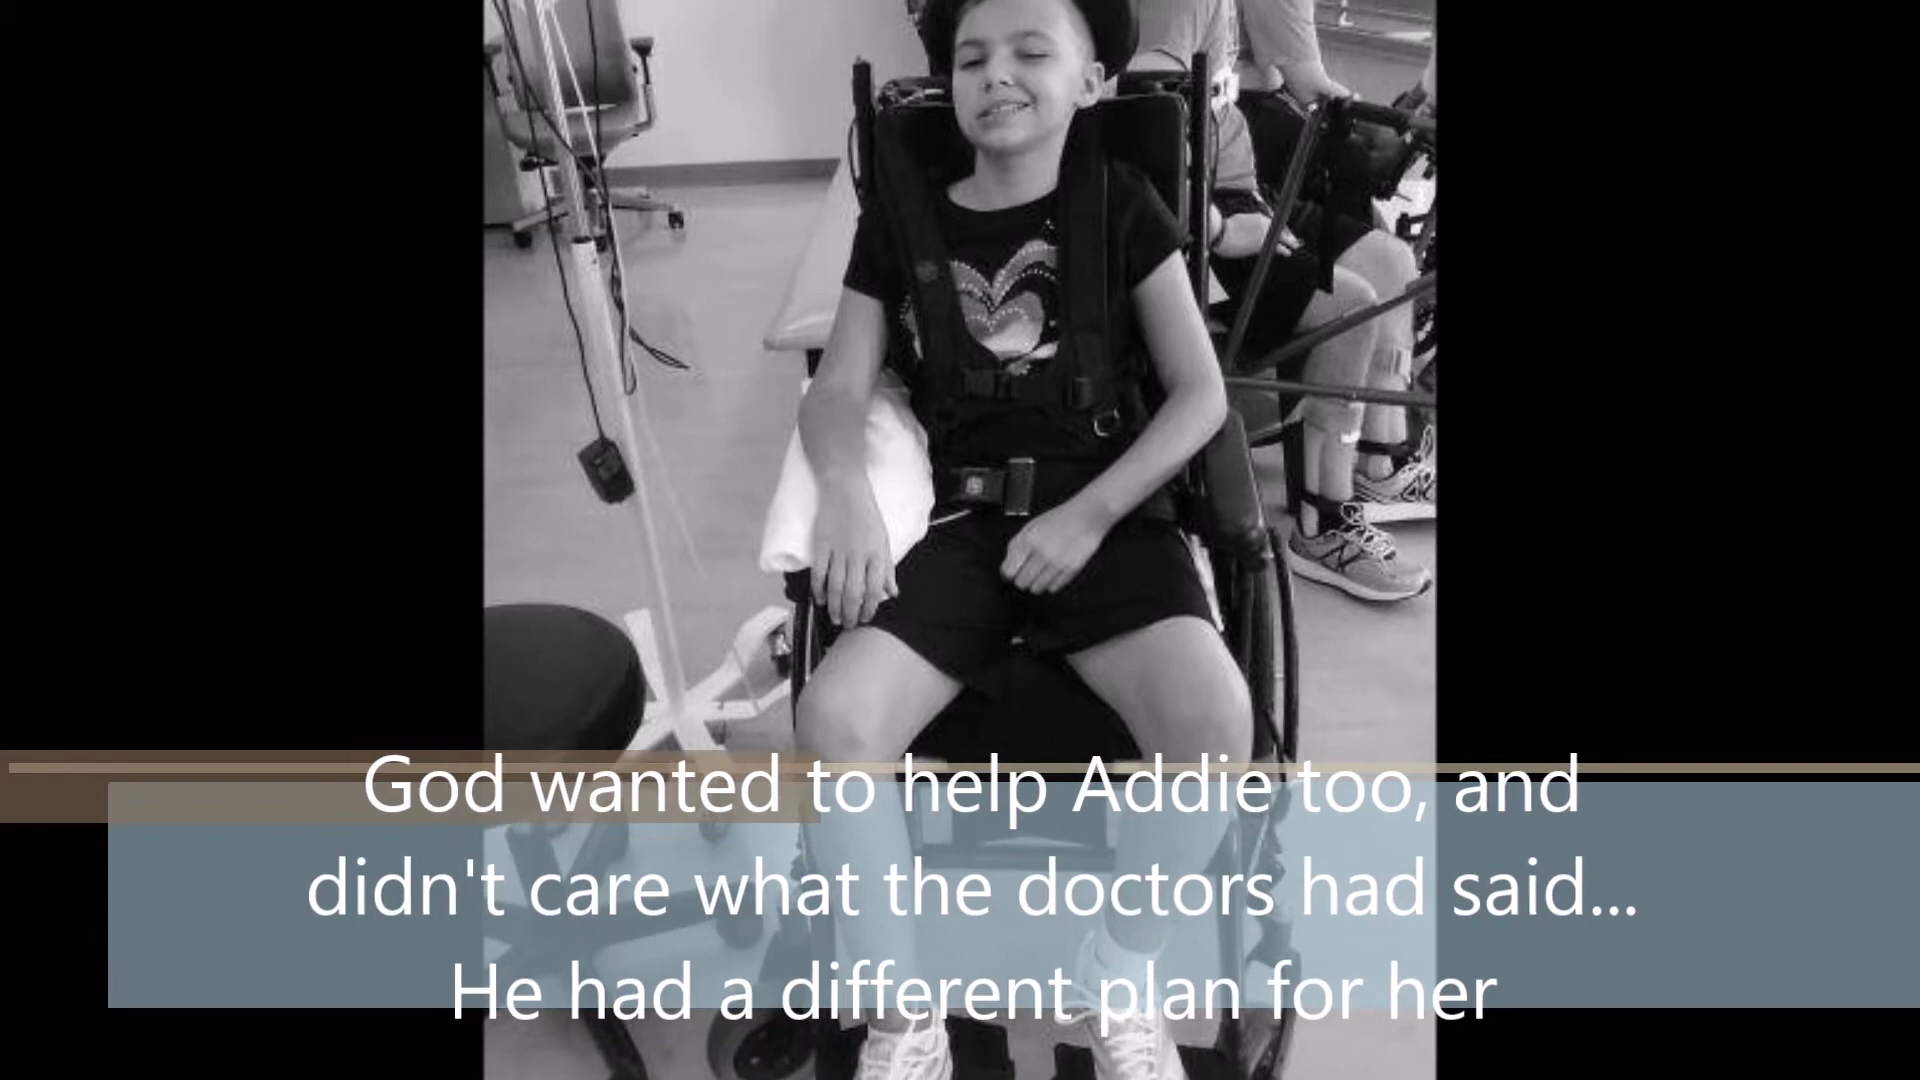 God wanted to help Addie too, and
didn't care what the doctors had said...
He had a different plan for her